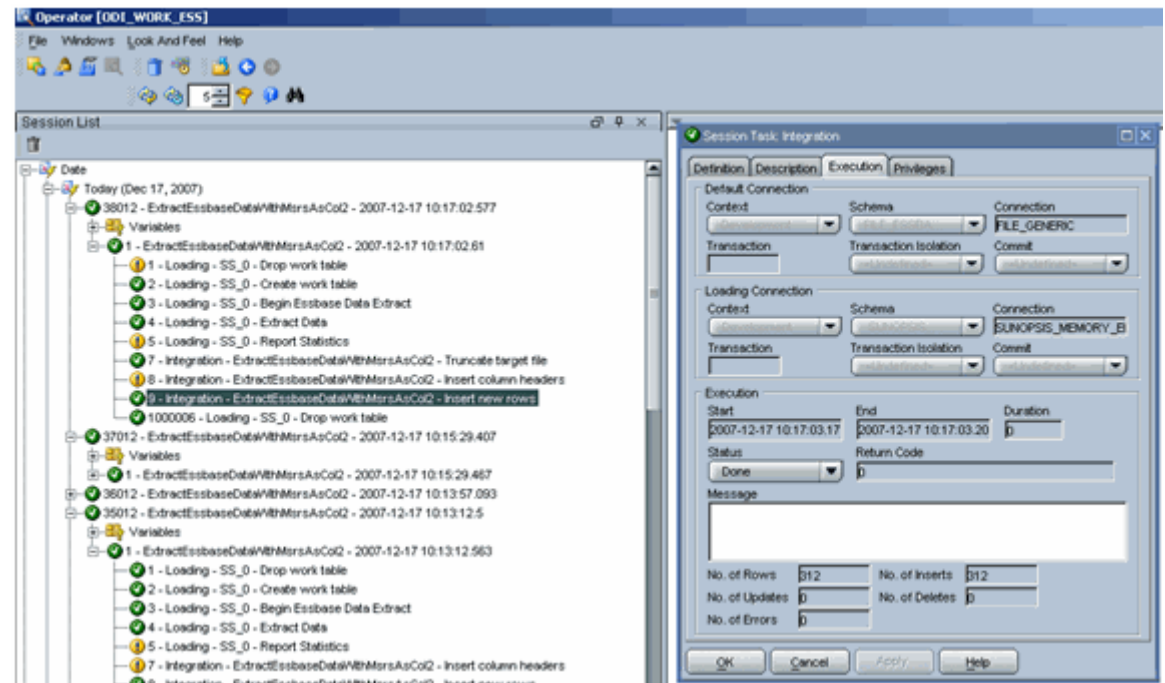 Operator [ODI_WORK_ESS]
File Windows Look And Feel Help
5
Session List
Date
Today (Dec 17, 2007)
38012 - ExtractEssbaseDataWithMsrsAsCol2 - 2007-12-17 10:17:02.577
Variables
1 - ExtractEssbaseDataWithMsrsAsCol2 - 2007-12-17 10:17:02.61
1 - Loading - SS_0 - Drop work table
2 - Loading - SS_0 - Create work table
3 - Loading - SS_0 - Begin Essbase Data Extract
4 - Loading - SS_0 - Extract Data
5 - Loading - SS_0 - Report Statistics
7 - Integration - ExtractEssbaseDataWithMsrsAsCol2 - Truncate target file
8 - Integration - ExtractEssbaseDataWithMsrsAsCol2 - Insert column headers
9 - Integration - ExtractEssbaseDataWithMsrsAsCol2 - Insert new rows
1000006 - Loading - SS_0 - Drop work table
37012 - ExtractEssbaseDataWithMsrsAsCol2 - 2007-12-17 10:15:29.407
Variables
1 - ExtractEssbaseDataWithMsrsAsCol2 - 2007-12-17 10:15:29.467
36012 - ExtractEssbaseDataWithMsrsAsCol2 - 2007-12-17 10:13:57.093
35012 - ExtractEssbaseDataWithMsrsAsCol2 - 2007-12-17 10:13:12.5
Variables
1 - ExtractEssbaseDataWithMsrsAsCol2 - 2007-12-17 10:13:12.563
1 - Loading - SS_0 - Drop work table
2 - Loading - SS_0 - Create work table
3 - Loading - SS_0 - Begin Essbase Data Extract
4 - Loading - SS_0 - Extract Data
5 - Loading - SS_0 - Report Statistics
7 - Integration - ExtractEssbaseDataWithMsrsAsCol2 - Insert column headers
Session Task: Integration
Definition Description Execution Privileges
Default Connection
Context Schema Connection
Development FILE_GENERIC
Transaction Transaction Isolation Commit
<Undefined> <Undefined>
Loading Connection
Context Schema Connection
Development SUNOPSIS SUNOPSIS_MEMORY_E
Transaction Transaction Isolation Commit
<Undefined> <Undefined>
Execution
Start End Duration
2007-12-17 10:17:03.17 2007-12-17 10:17:03.20 0
Status Return Code
Done 0
Message
No. of Rows 312 No. of Inserts 312
No. of Updates 0 No. of Deletes 0
No. of Errors 0
OK Cancel Apply Help